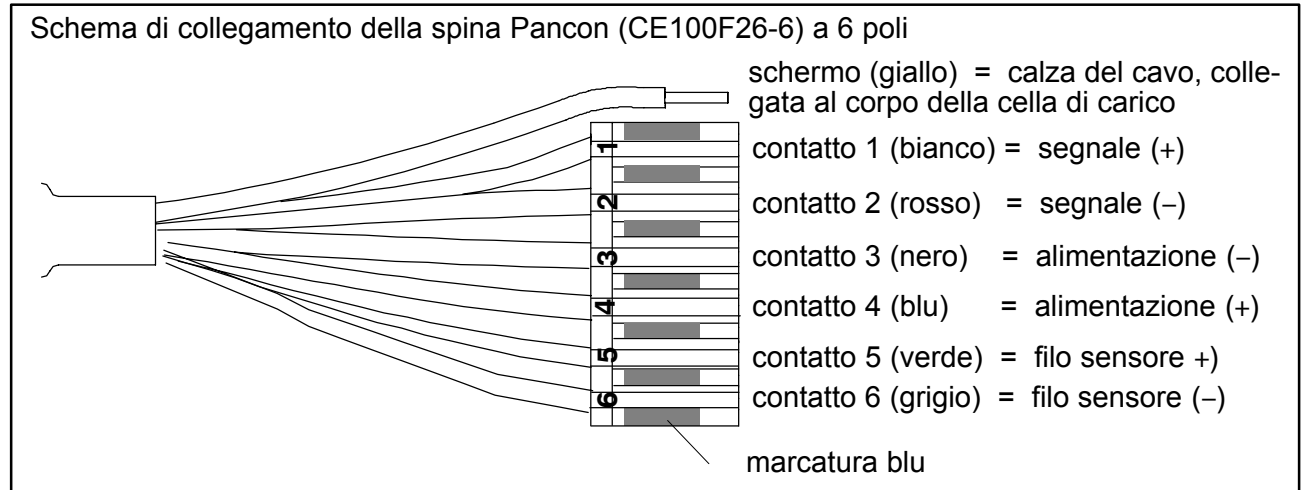 Schema di collegamento della spina Pancon (CE100F26-6) a 6 poli
schermo (giallo) = calza del cavo, colle-
gata al corpo della cella di carico
1 contatto 1 (bianco) = segnale (+)
2 contatto 2 (rosso) = segnale (−)
3 contatto 3 (nero) = alimentazione (−)
4 contatto 4 (blu) = alimentazione (+)
5 contatto 5 (verde) = filo sensore +)
6 contatto 6 (grigio) = filo sensore (−)
marcatura blu